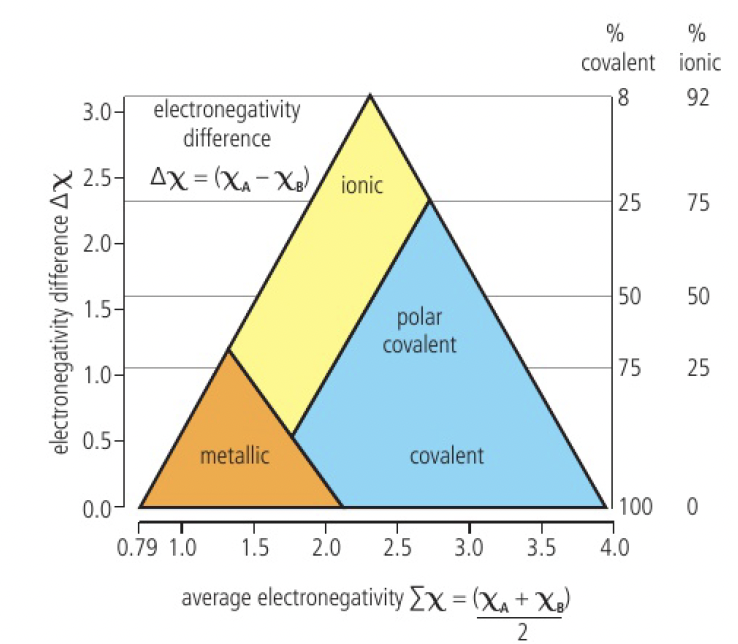 % %
covalent ionic
electronegativity
difference
Δχ = (χA − χB)
electronegativity difference Δχ
3.0
2.5
2.0
1.5
1.0
0.5
0.0
ionic
polar
covalent
metallic
covalent
8 92
25 75
50 50
75 25
100 0
0.79 1.0 1.5 2.0 2.5 3.0 3.5 4.0
average electronegativity ∑χ = (χA + χB)
2